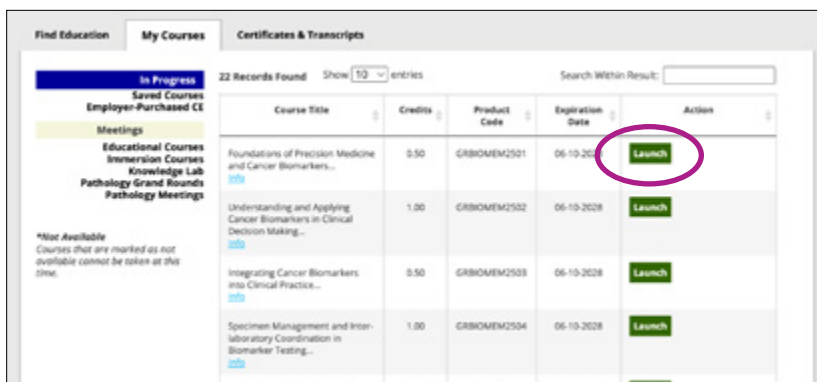 Find Education My Courses Certificates & Transcripts
In Progress
Saved Courses
Employer-Purchased CE
Meetings
Educational Courses
Immersion Courses
Knowledge Lab
Pathology Grand Rounds
Pathology Meetings
*Not Available
Courses that are marked as not
available cannot be taken at this
time.
22 Records Found Show 10 entries Search Within Result:
Course Title Credits Product Code Expiration Date Action
Foundations of Precision Medicine
and Cancer Biomarkers...
Info
0.50 GRBIOMEM2501 06-10- Launch
Understanding and Applying
Cancer Biomarkers in Clinical
Decision Making...
Info
1.00 GRBIOMEM2502 06-10-2028 Launch
Integrating Cancer Biomarkers
into Clinical Practice...
Info
0.50 GRBIOMEM2503 06-10-2028 Launch
Specimen Management and Inter-
laboratory Coordination in
Biomarker Testing...
Info
1.00 GRBIOMEM2504 06-10-2028 Launch